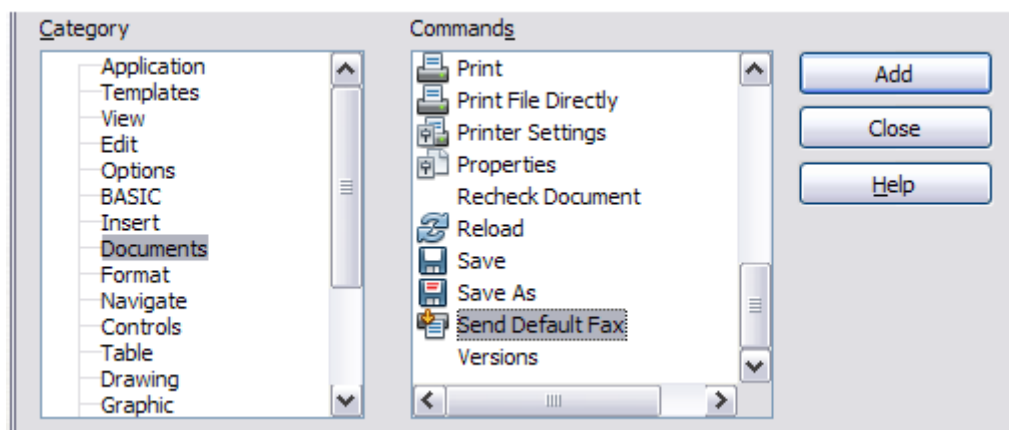 Category
Application
Templates
View
Edit
Options
BASIC
Insert
Documents
Format
Navigate
Controls
Table
Drawing
Graphic
Commands
Print
Print File Directly
Printer Settings
Properties
Recheck Document
Reload
Save
Save As
Send Default Fax
Versions
Add
Close
Help